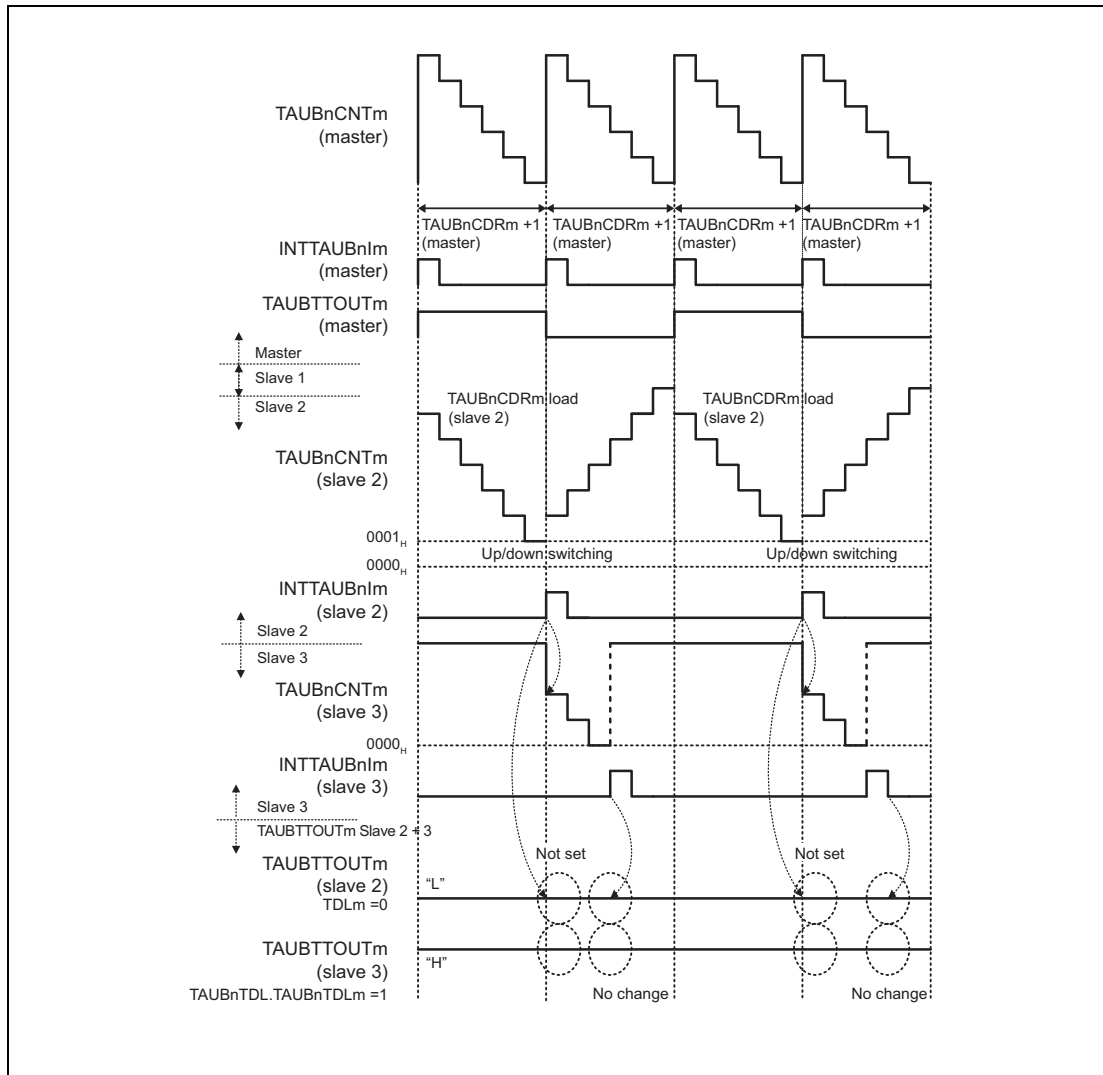 TAUBnCNTm
(master)
TAUBnCDRm +1
(master)
TAUBnCDRm +1
(master)
TAUBnCDRm +1
(master)
TAUBnCDRm +1
(master)
INTTAUBnIm
(master)
TAUBTTOUTm
(master)
Master
Slave 1
Slave 2
TAUBnCDRm load
(slave 2)
TAUBnCDRm load
(slave 2)
TAUBnCNTm
(slave 2)
0001H
Up/down switching
Up/down switching
0000H
INTTAUBnIm
(slave 2)
Slave 2
Slave 3
TAUBnCNTm
(slave 3)
0000H
INTTAUBnIm
(slave 3)
Slave 3
TAUBTTOUTm Slave 2 + 3
Not set
Not set
TAUBTTOUTm
(slave 2)
TDLm =0
“L”
TAUBTTOUTm
(slave 3)
“H”
TAUBnTDL.TAUBnTDLm =1
No change
No change